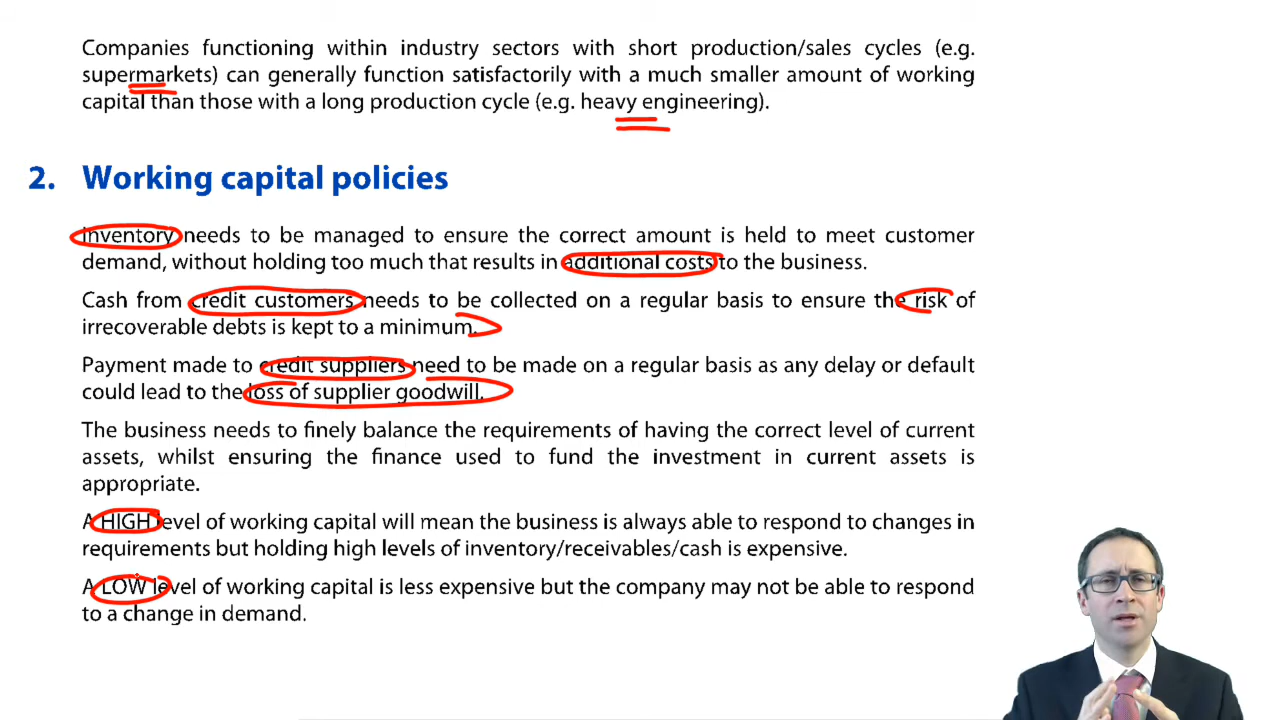 Companies functioning within industry sectors with short production/sales cycles (e.g.
supermarkets) can generally function satisfactorily with a much smaller amount of working
capital than those with a long production cycle (e.g. heavy engineering).
2. Working capital policies
Inventory needs to be managed to ensure the correct amount is held to meet customer
demand, without holding too much that results in additional costs to the business.
Cash from credit customers needs to be collected on a regular basis to ensure the risk of
irrecoverable debts is kept to a minimum.
Payment made to credit suppliers need to be made on a regular basis as any delay or default
could lead to the loss of supplier goodwill.
The business needs to finely balance the requirements of having the correct level of current
assets, whilst ensuring the finance used to fund the investment in current assets is
appropriate.
A HIGH level of working capital will mean the business is always able to respond to changes in
requirements but holding high levels of inventory/receivables/cash is expensive.
A LOW level of working capital is less expensive but the company may not be able to respond
to a change in demand.